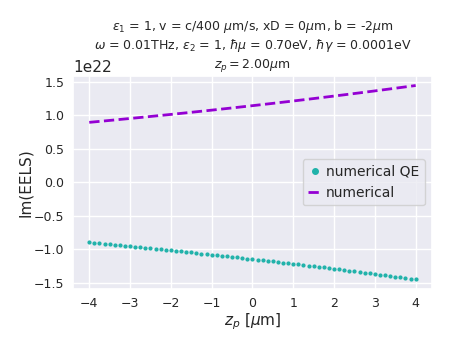 ε₁ = 1, v = c/400 μm/s, xD = 0μm, b = -2μm
ω = 0.01THz, ε₂ = 1, ℏμ = 0.70eV, ℏγ = 0.0001eV
zₚ = 2.00μm
1e22
1.5
1.0
0.5
0.0
−0.5
−1.0
−1.5
Im(EELS)
numerical QE
numerical
−4 −3 −2 −1 0 1 2 3 4
zₚ [μm]